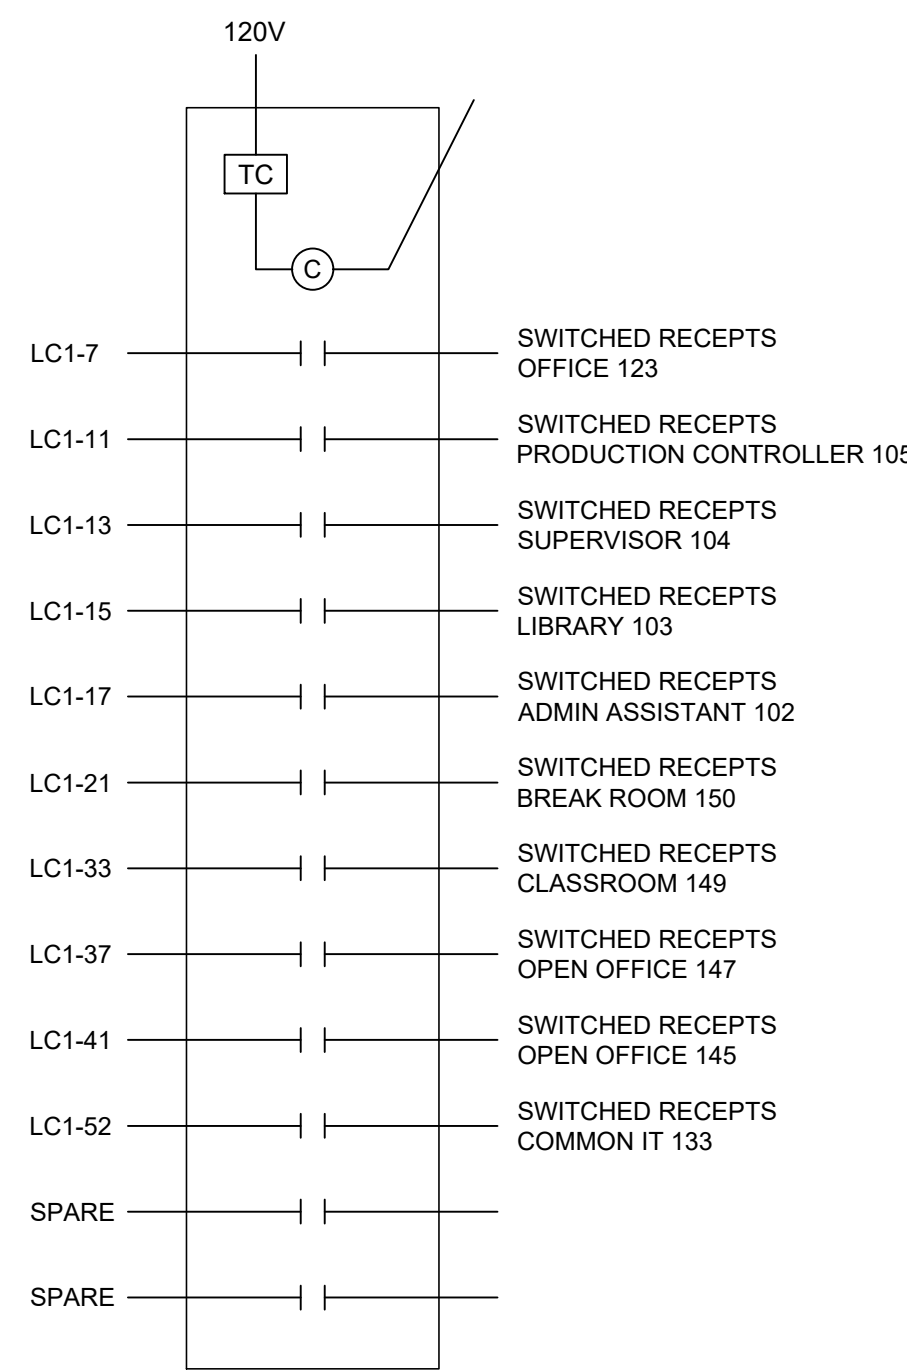 120V
TC
C
LC1-7
SWITCHED RECEPTS
OFFICE 123
LC1-11
SWITCHED RECEPTS
PRODUCTION CONTROLLER 105
LC1-13
SWITCHED RECEPTS
SUPERVISOR 104
LC1-15
SWITCHED RECEPTS
LIBRARY 103
LC1-17
SWITCHED RECEPTS
ADMIN ASSISTANT 102
LC1-21
SWITCHED RECEPTS
BREAK ROOM 150
LC1-33
SWITCHED RECEPTS
CLASSROOM 149
LC1-37
SWITCHED RECEPTS
OPEN OFFICE 147
LC1-41
SWITCHED RECEPTS
OPEN OFFICE 145
LC1-52
SWITCHED RECEPTS
COMMON IT 133
SPARE
SPARE